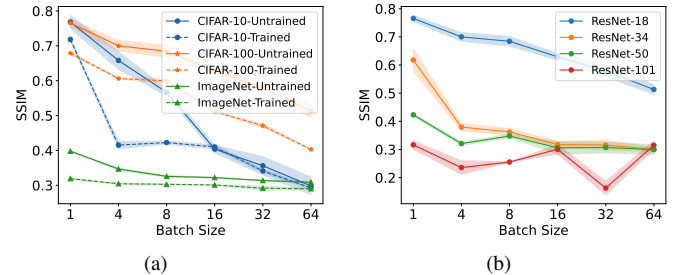 0.8
0.7
0.6
0.5
0.4
0.3
SSIM
1 4 8 16 32 64
Batch Size
CIFAR-10-Untrained
CIFAR-10-Trained
CIFAR-100-Untrained
CIFAR-100-Trained
ImageNet-Untrained
ImageNet-Trained
(a)
0.8
0.7
0.6
0.5
0.4
0.3
0.2
SSIM
1 4 8 16 32 64
Batch Size
ResNet-18
ResNet-34
ResNet-50
ResNet-101
(b)